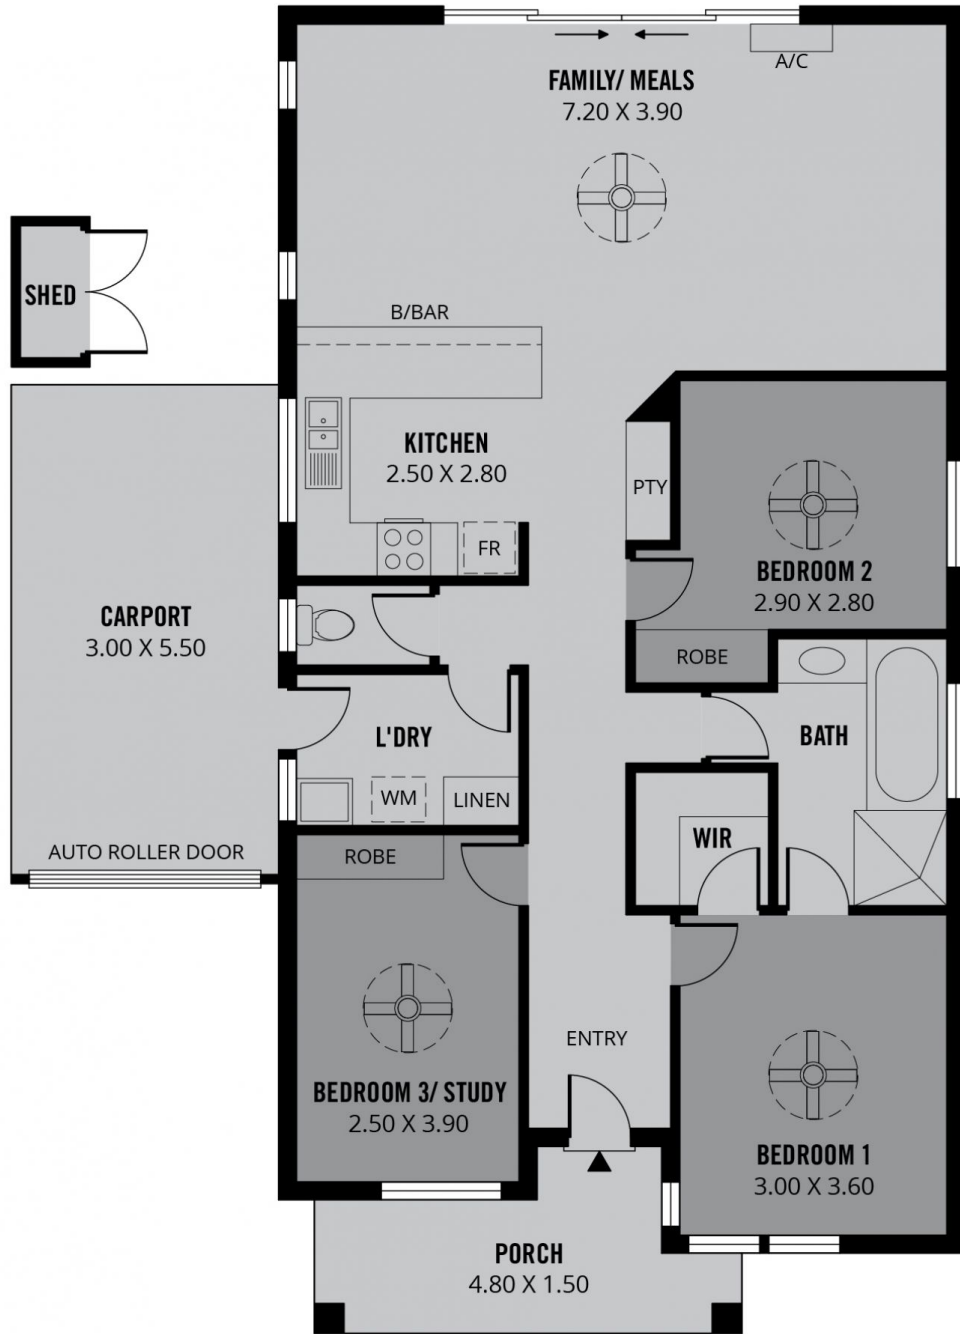 A/C
FAMILY/ MEALS
7.20 X 3.90
SHED
B/BAR
KITCHEN
2.50 X 2.80
PTY
FR
BEDROOM 2
2.90 X 2.80
CARPORT
3.00 X 5.50
ROBE
L'DRY
BATH
WM
LINEN
WIR
AUTO ROLLER DOOR
ROBE
ENTRY
BEDROOM 3/ STUDY
2.50 X 3.90
BEDROOM 1
3.00 X 3.60
PORCH
4.80 X 1.50